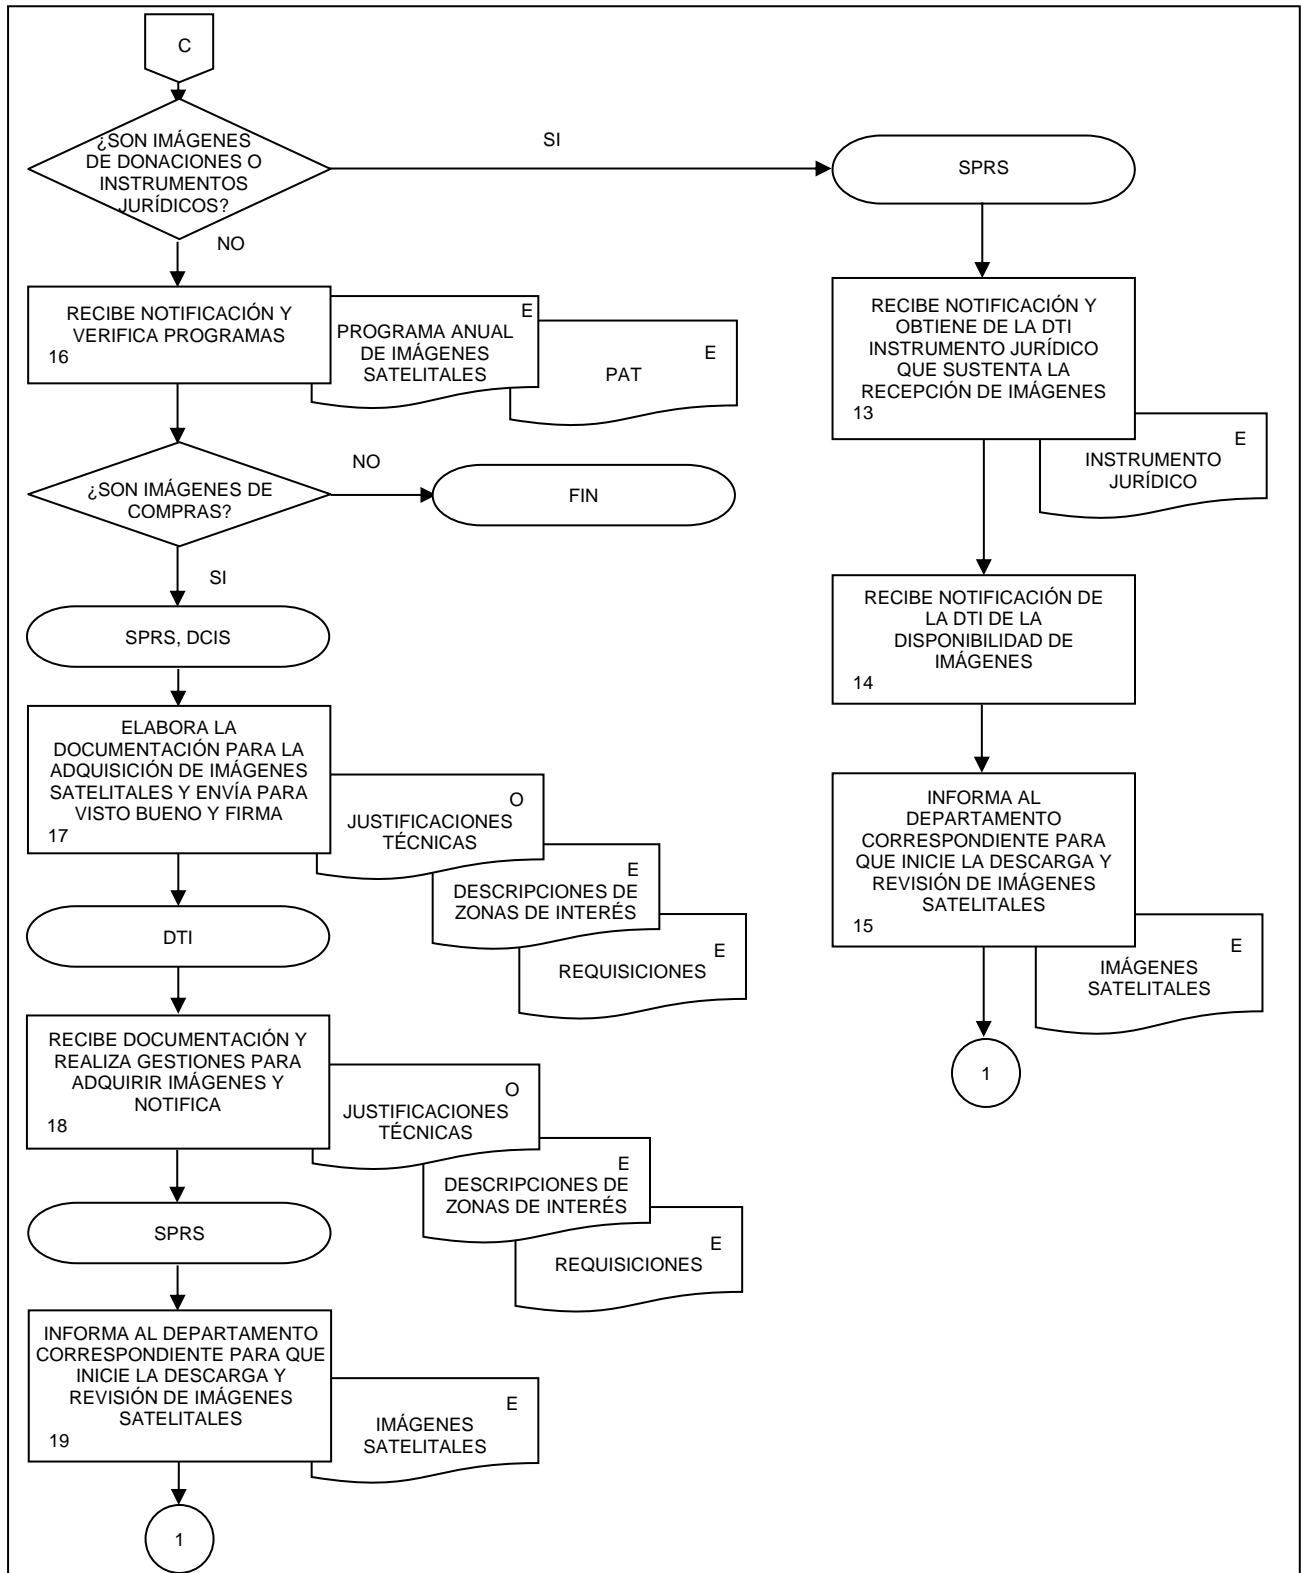 C
¿SON IMÁGENES
DE DONACIONES O
INSTRUMENTOS
JURÍDICOS?
SI
NO
SPRS
RECIBE NOTIFICACIÓN Y
OBTIENE DE LA DTI
INSTRUMENTO JURÍDICO
QUE SUSTENTA LA
RECEPCIÓN DE IMÁGENES
13
E
INSTRUMENTO
JURÍDICO
RECIBE NOTIFICACIÓN DE
LA DTI DE LA
DISPONIBILIDAD DE
IMÁGENES
14
INFORMA AL
DEPARTAMENTO
CORRESPONDIENTE PARA
QUE INICIE LA DESCARGA Y
REVISIÓN DE IMÁGENES
SATELITALES
15
E
IMÁGENES
SATELITALES
1
RECIBE NOTIFICACIÓN Y
VERIFICA PROGRAMAS
16
E
PROGRAMA ANUAL
DE IMÁGENES
SATELITALES
E
PAT
¿SON IMÁGENES DE
COMPRAS?
NO
FIN
SI
SPRS, DCIS
ELABORA LA
DOCUMENTACIÓN PARA LA
ADQUISICIÓN DE IMÁGENES
SATELITALES Y ENVÍA PARA
VISTO BUENO Y FIRMA
17
O
JUSTIFICACIONES
TÉCNICAS
E
DESCRIPCIONES DE
ZONAS DE INTERÉS
E
REQUISICIONES
DTI
RECIBE DOCUMENTACIÓN Y
REALIZA GESTIONES PARA
ADQUIRIR IMÁGENES Y
NOTIFICA
18
O
JUSTIFICACIONES
TÉCNICAS
E
DESCRIPCIONES DE
ZONAS DE INTERÉS
E
REQUISICIONES
SPRS
INFORMA AL DEPARTAMENTO
CORRESPONDIENTE PARA QUE
INICIE LA DESCARGA Y
REVISIÓN DE IMÁGENES
SATELITALES
19
E
IMÁGENES
SATELITALES
1